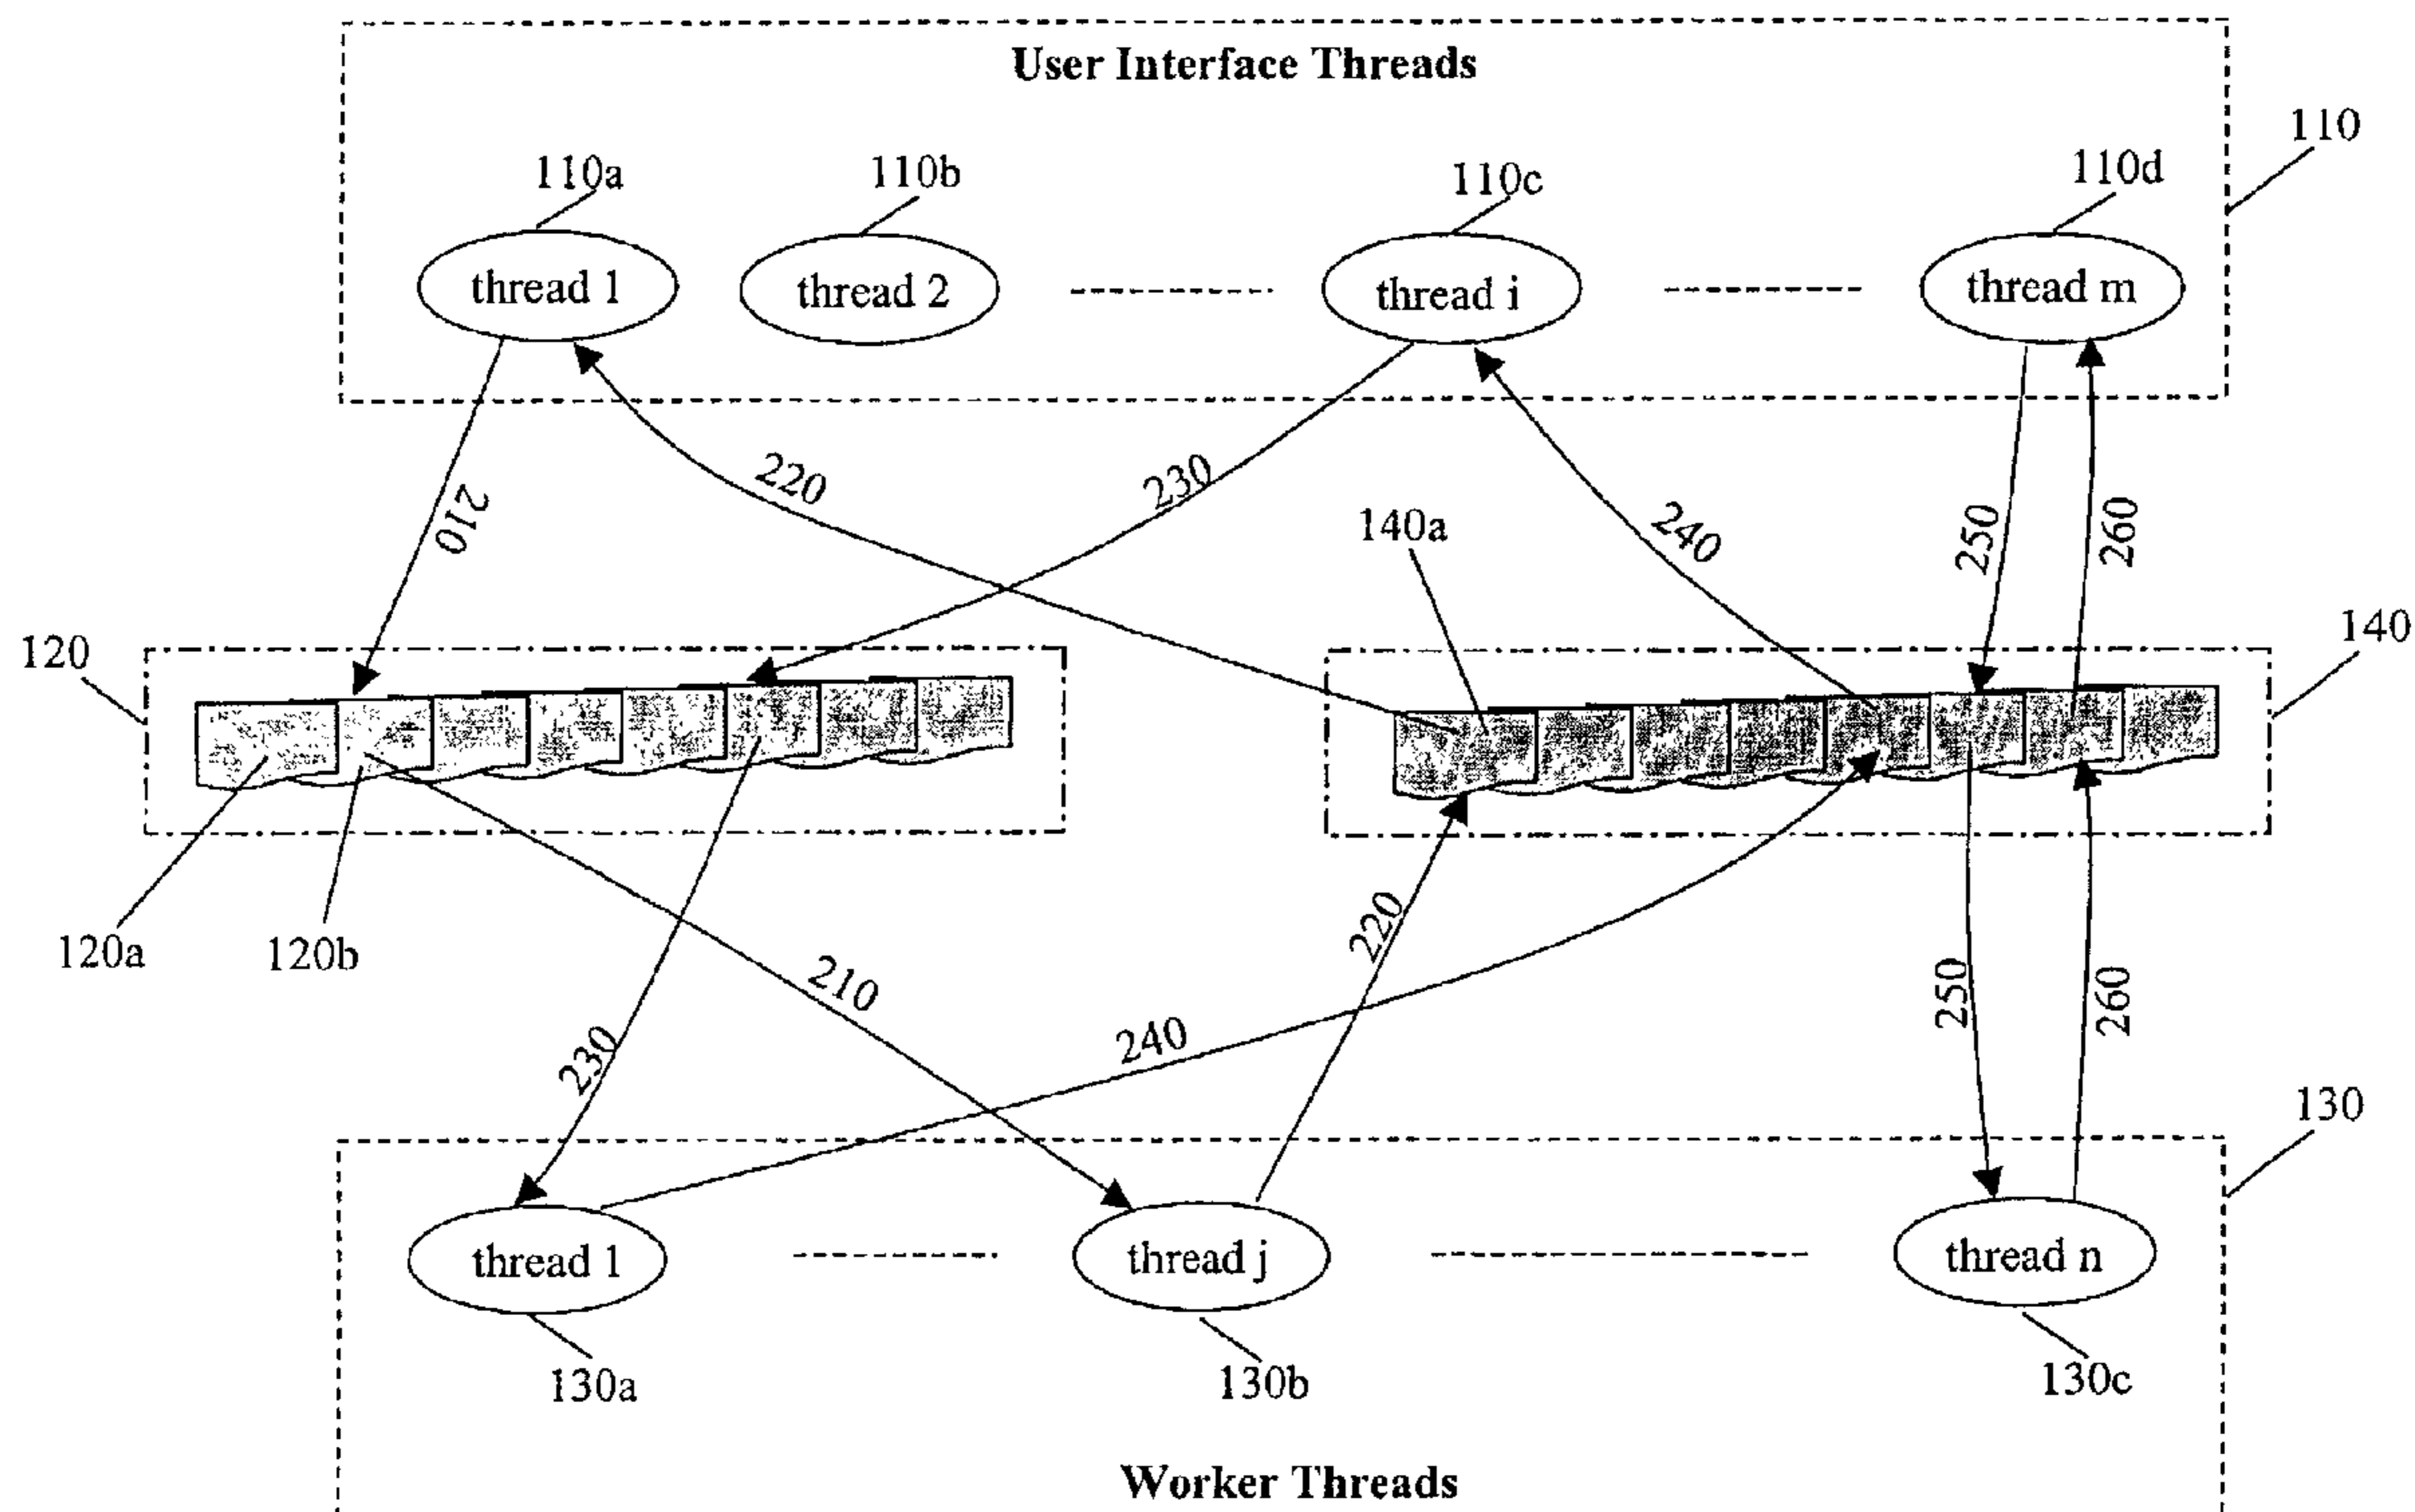 User Interface Threads
110
110a
110b
110c
110d
thread 1
thread 2
thread i
thread m
210
220
230
240
250
260
140a
120
140
120a
120b
210
220
230
240
250
260
130
thread 1
thread j
thread n
130a
130b
130c
Worker Threads